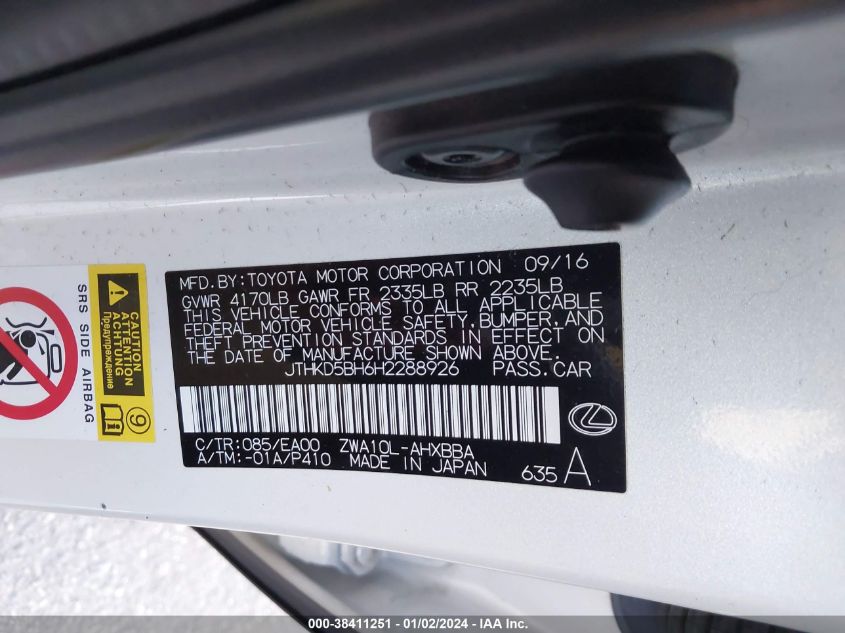 MFD. BY: TOYOTA MOTOR CORPORATION 09/16
GVWR 4170LB GAWR FR 2335LB RR 2235LB
THIS VEHICLE CONFORMS TO ALL APPLICABLE
FEDERAL MOTOR VEHICLE SAFETY, BUMPER, AND
THEFT PREVENTION STANDARDS IN EFFECT ON
THE DATE OF MANUFACTURE SHOWN ABOVE.
JTHKD5BH6H2288926 PASS. CAR
C/TR: 085/EA00 ZWA10L-AHXBBA
A/TM: -01A/P410 MADE IN JAPAN 635 A
SRS SIDE AIRBAG
CAUTION
ATTENTION
ACHTUNG
Предупреждение
9
000-38411251 - 01/02/2024 - IAA Inc.